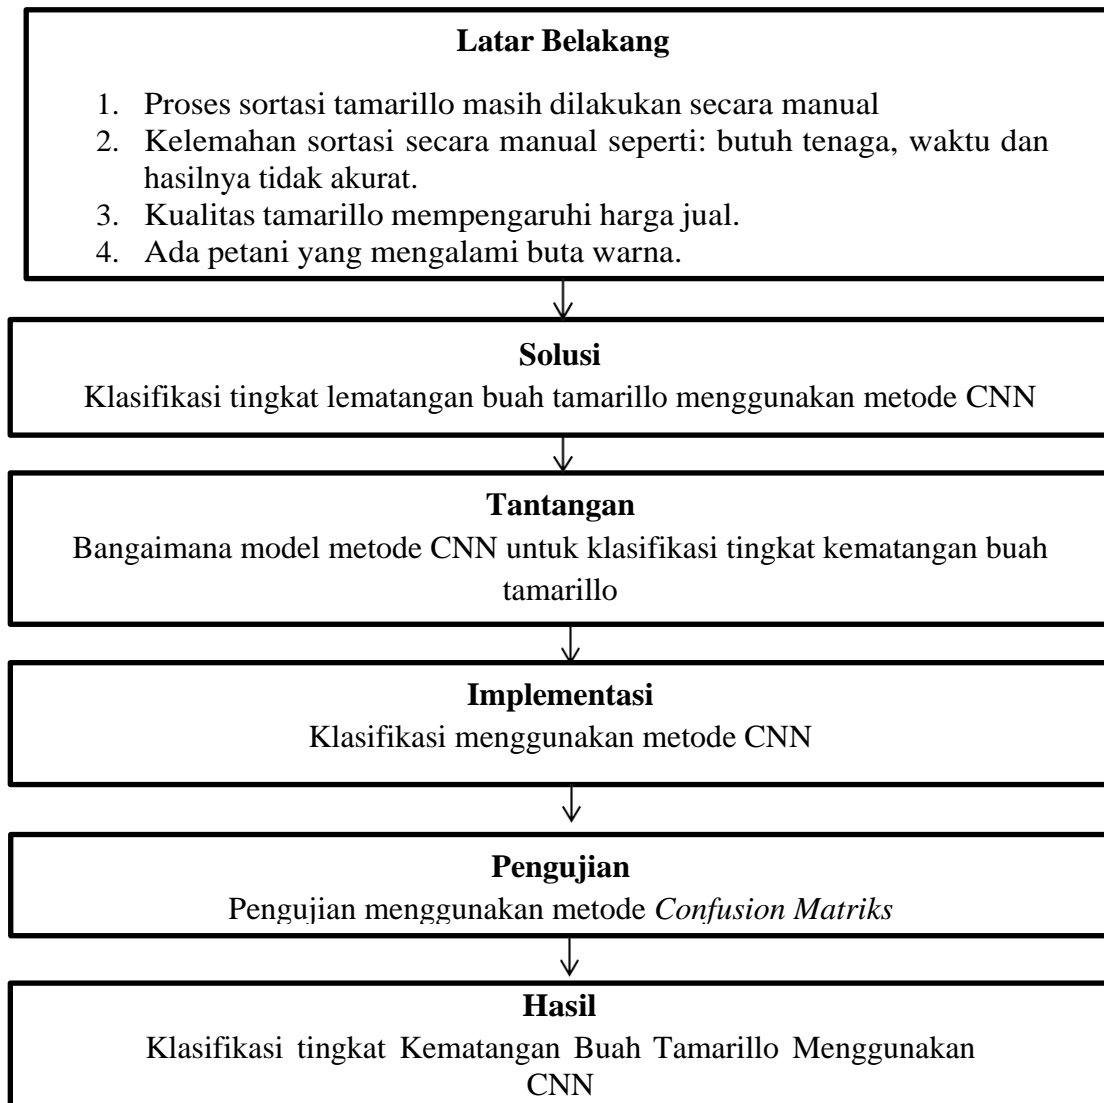 Latar Belakang
1. Proses sortasi tamarillo masih dilakukan secara manual
2. Kelemahan sortasi secara manual seperti: butuh tenaga, waktu dan
hasilnya tidak akurat.
3. Kualitas tamarillo mempengaruhi harga jual.
4. Ada petani yang mengalami buta warna.
Solusi
Klasifikasi tingkat lematangan buah tamarillo menggunakan metode CNN
Tantangan
Bangaimana model metode CNN untuk klasifikasi tingkat kematangan buah
tamarillo
Implementasi
Klasifikasi menggunakan metode CNN
Pengujian
Pengujian menggunakan metode Confusion Matriks
Hasil
Klasifikasi tingkat Kematangan Buah Tamarillo Menggunakan
CNN